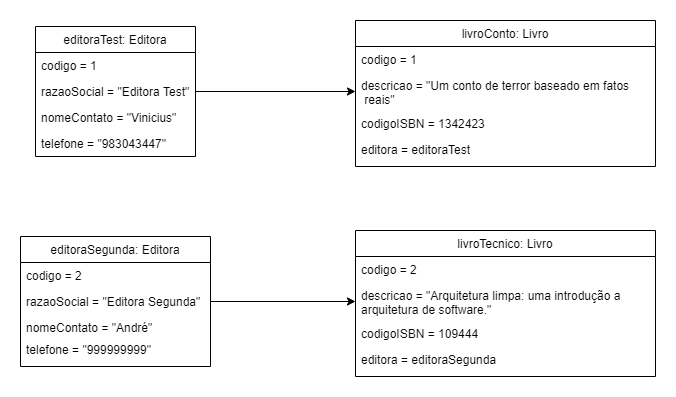 editoraTest: Editora
codigo = 1
razaoSocial = "Editora Test"
nomeContato = "Vinicius"
telefone = "983043447"
livroConto: Livro
codigo = 1
descricao = "Um conto de terror baseado em fatos
reais"
codigoISBN = 1342423
editora = editoraTest
editoraSegunda: Editora
codigo = 2
razaoSocial = "Editora Segunda"
nomeContato = "André"
telefone = "999999999"
livroTecnico: Livro
codigo = 2
descricao = "Arquitetura limpa: uma introdução a
arquitetura de software."
codigoISBN = 109444
editora = editoraSegunda